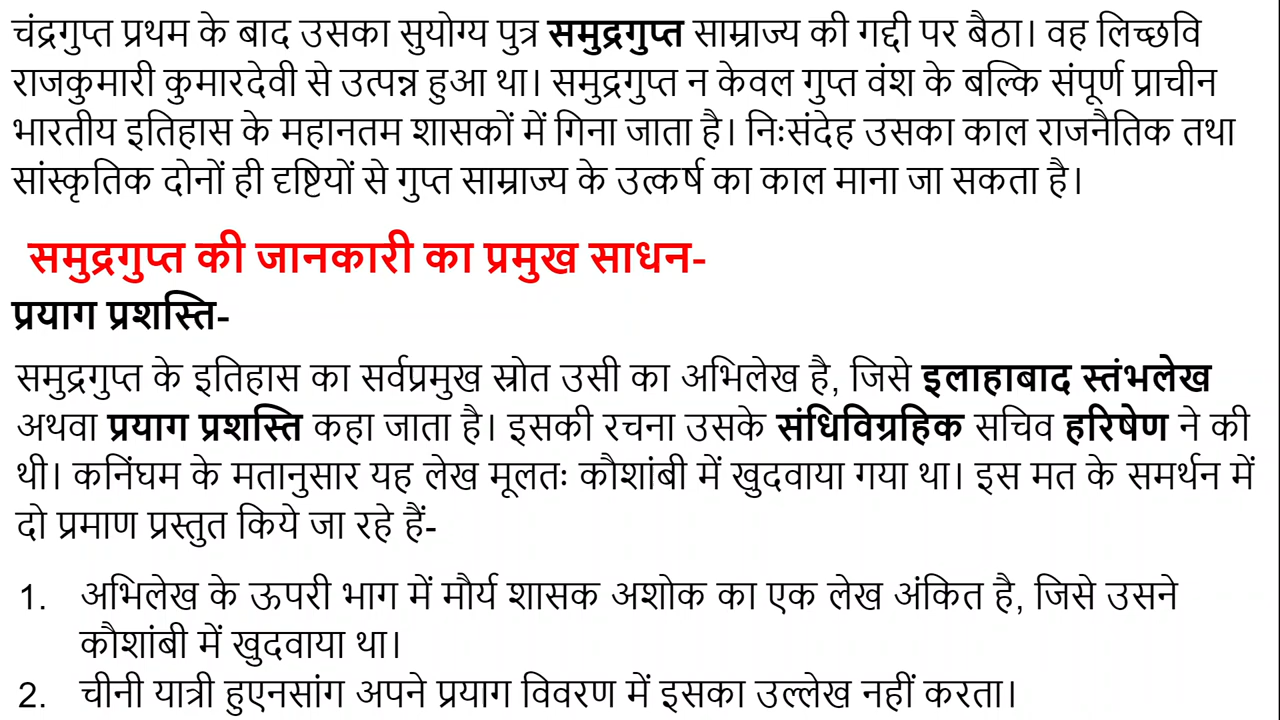 चंद्रगुप्त प्रथम के बाद उसका सुयोग्य पुत्र समुद्रगुप्त साम्राज्य की गद्दी पर बैठा। वह लिच्छवि
राजकुमारी कुमारदेवी से उत्पन्न हुआ था। समुद्रगुप्त न केवल गुप्त वंश के बल्कि संपूर्ण प्राचीन
भारतीय इतिहास के महानतम शासकों में गिना जाता है। निःसंदेह उसका काल राजनैतिक तथा
सांस्कृतिक दोनों ही दृष्टियों से गुप्त साम्राज्य के उत्कर्ष का काल माना जा सकता है।
समुद्रगुप्त की जानकारी का प्रमुख साधन-
प्रयाग प्रशस्ति-
समुद्रगुप्त के इतिहास का सर्वप्रमुख स्रोत उसी का अभिलेख है, जिसे इलाहाबाद स्तंभलेख
अथवा प्रयाग प्रशस्ति कहा जाता है। इसकी रचना उसके संधिविग्रहिक सचिव हरिषेण ने की
थी। कनिंघम के मतानुसार यह लेख मूलतः कौशांबी में खुदवाया गया था। इस मत के समर्थन में
दो प्रमाण प्रस्तुत किये जा रहे हैं-
1. अभिलेख के ऊपरी भाग में मौर्य शासक अशोक का एक लेख अंकित है, जिसे उसने
कौशांबी में खुदवाया था।
2. चीनी यात्री हुएनसांग अपने प्रयाग विवरण में इसका उल्लेख नहीं करता।